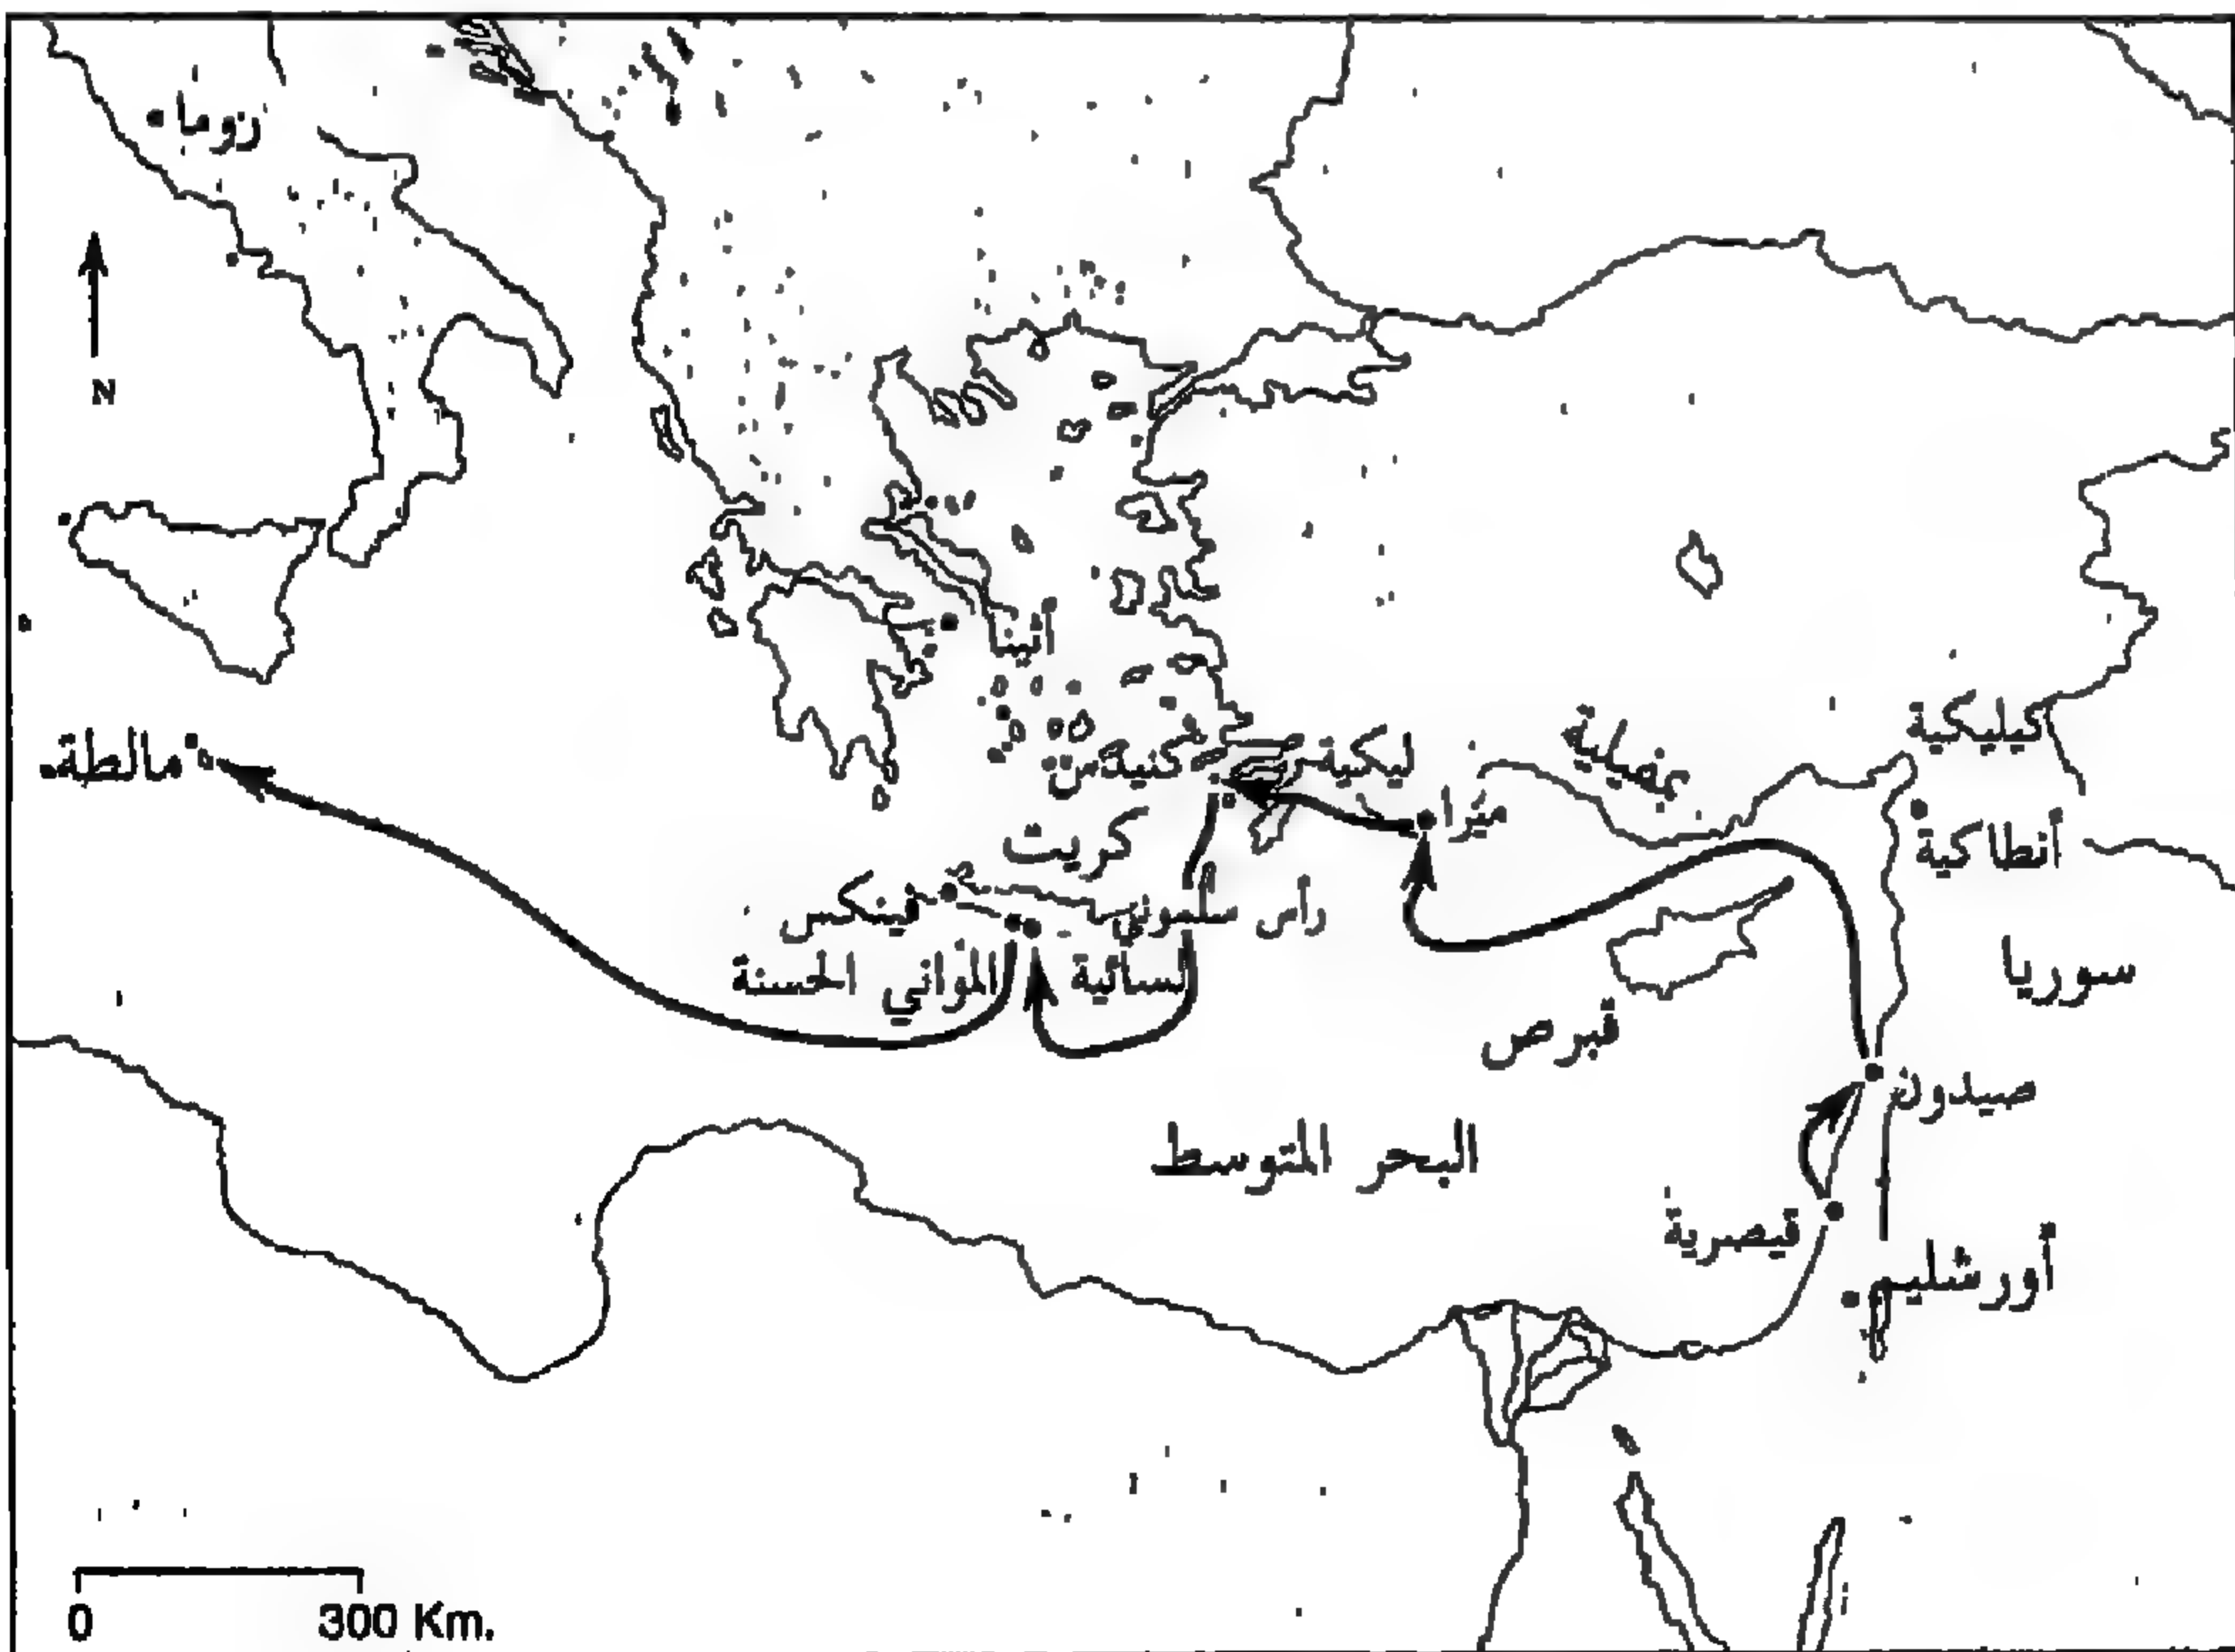 روما
N
أثينا
كيليكية
بمفيلية
ليكية
كنيدس
مالطة
ميرا
أنطاكية
كريت
رأس سلمون
فينكس
سوريا
لسائية
المواني الحسنة
قبرص
صيدون
البحر المتوسط
قيصرية
أورشليم
0 300 Km.